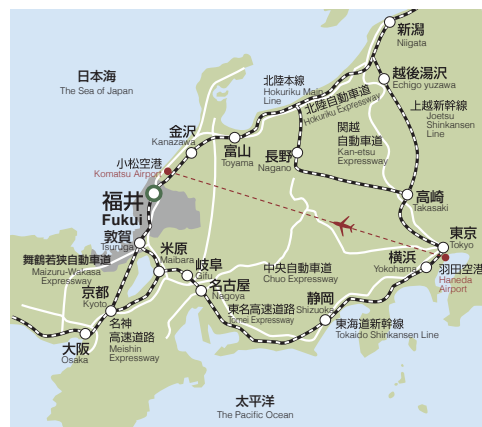 新潟
Niigata
日本海
The Sea of Japan
越後湯沢
Echigo yuzawa
北陸本線
Hokuriku Main
Line
北陸自動車道
Hokuriku Expressway
上越新幹線
Joetsu
Shinkansen
Line
関越
自動車道
Kan-etsu
Expressway
金沢
Kanazawa
富山
Toyama
長野
Nagano
小松空港
Komatsu Airport
福井
Fukui
高崎
Takasaki
敦賀
Tsuruga
東京
Tokyo
米原
Maibara
横浜
Yokohama
舞鶴若狭自動車道
Maizuru-Wakasa
Expressway
岐阜
Gifu
中央自動車道
Chuo Expressway
羽田空港
Haneda
Airport
京都
Kyoto
名古屋
Nagoya
静岡
Shizuoka
東名高速道路
Tomei Expressway
名神
高速道路
Meishin
Expressway
東海道新幹線
Tokaido Shinkansen Line
大阪
Osaka
太平洋
The Pacific Ocean